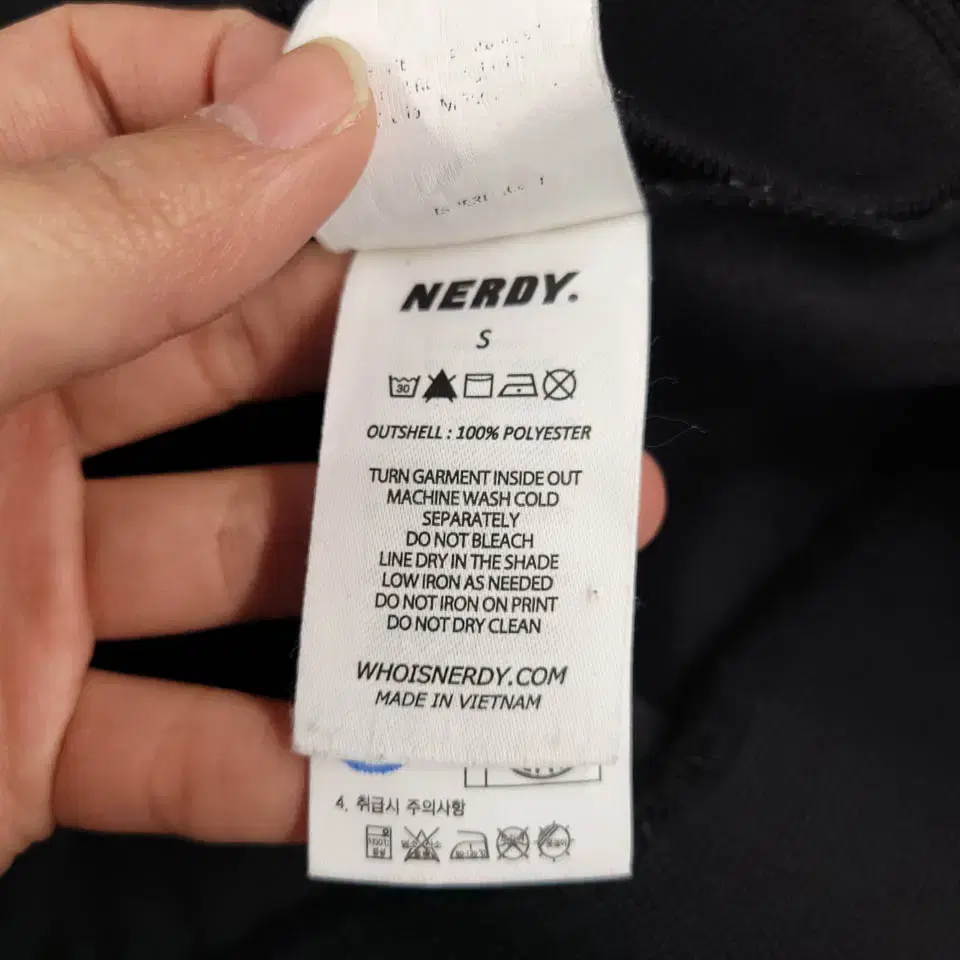 NERDY.
S
30
OUTSHELL : 100% POLYESTER
TURN GARMENT INSIDE OUT
MACHINE WASH COLD
SEPARATELY
DO NOT BLEACH
LINE DRY IN THE SHADE
LOW IRON AS NEEDED
DO NOT IRON ON PRINT
DO NOT DRY CLEAN
WHOISNERDY.COM
MADE IN VIETNAM
4. 취급시 주의사항